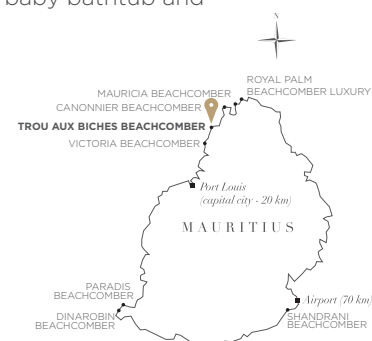 baby bathtub and
N
ROYAL PALM
BEACHCOMBER LUXURY
MAURICIA BEACHCOMBER
CANONNIER BEACHCOMBER
TROU AUX BICHES BEACHCOMBER
VICTORIA BEACHCOMBER
Port Louis
(capital city - 20 km)
MAURITIUS
PARADIS
BEACHCOMBER
DINAROBIN
BEACHCOMBER
Airport (70 km)
SHANDRANI
BEACHCOMBER